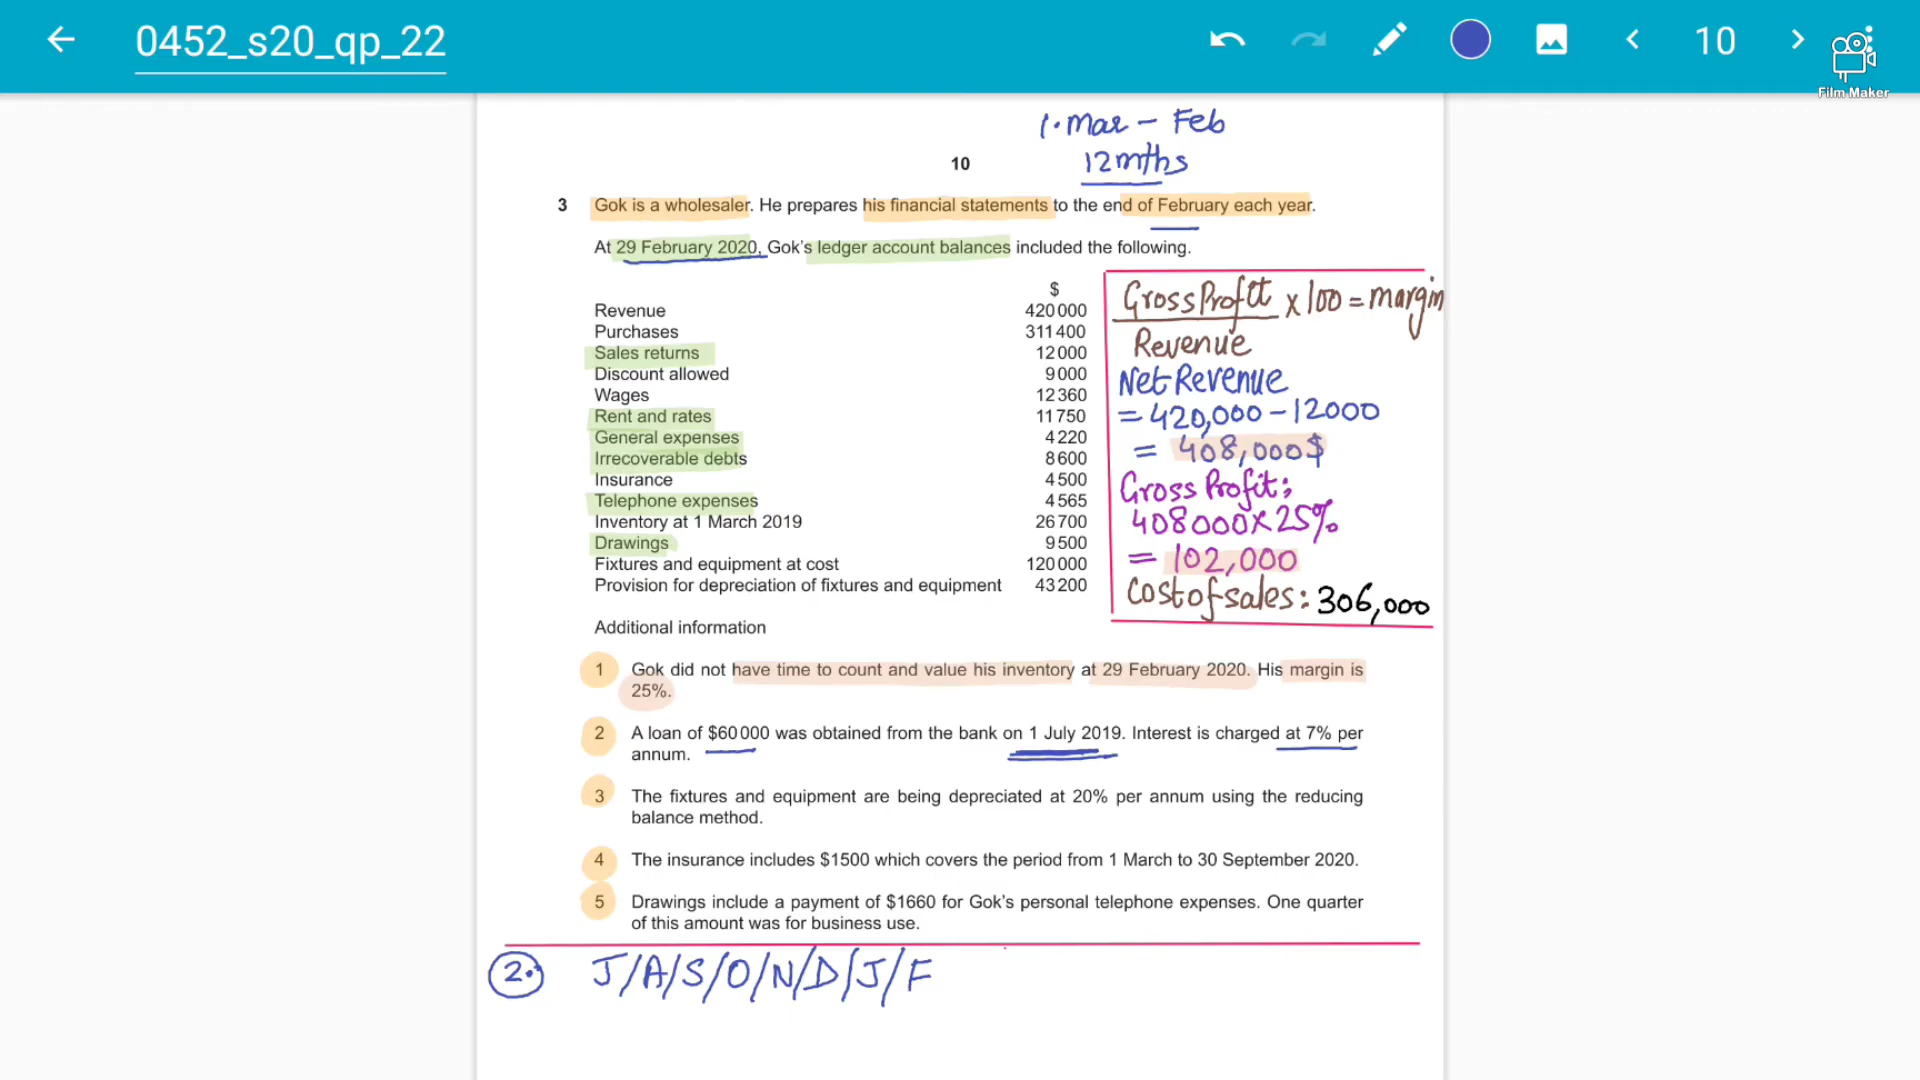 0452_s20_qp_22
10
Film Maker
1.Mar - Feb
12mths
10
3 Gok is a wholesaler. He prepares his financial statements to the end of February each year.
At 29 February 2020, Gok's ledger account balances included the following.
$
Revenue 420 000
Purchases 311 400
Sales returns 12 000
Discount allowed 9 000
Wages 12 360
Rent and rates 11 750
General expenses 4 220
Irrecoverable debts 8 600
Insurance 4 500
Telephone expenses 4 565
Inventory at 1 March 2019 26 700
Drawings 9 500
Fixtures and equipment at cost 120 000
Provision for depreciation of fixtures and equipment 43 200
Gross Profit x 100 = margin
Revenue
Net Revenue
= 420,000 - 12000
= 408,000$
Gross Profit:
408000 x 25%
= 102,000
Cost of sales: 306,000
Additional information
1 Gok did not have time to count and value his inventory at 29 February 2020. His margin is
25%.
2 A loan of $60 000 was obtained from the bank on 1 July 2019. Interest is charged at 7% per
annum.
3 The fixtures and equipment are being depreciated at 20% per annum using the reducing
balance method.
4 The insurance includes $1500 which covers the period from 1 March to 30 September 2020.
5 Drawings include a payment of $1660 for Gok's personal telephone expenses. One quarter
of this amount was for business use.
2. J/A/S/O/N/D/J/F